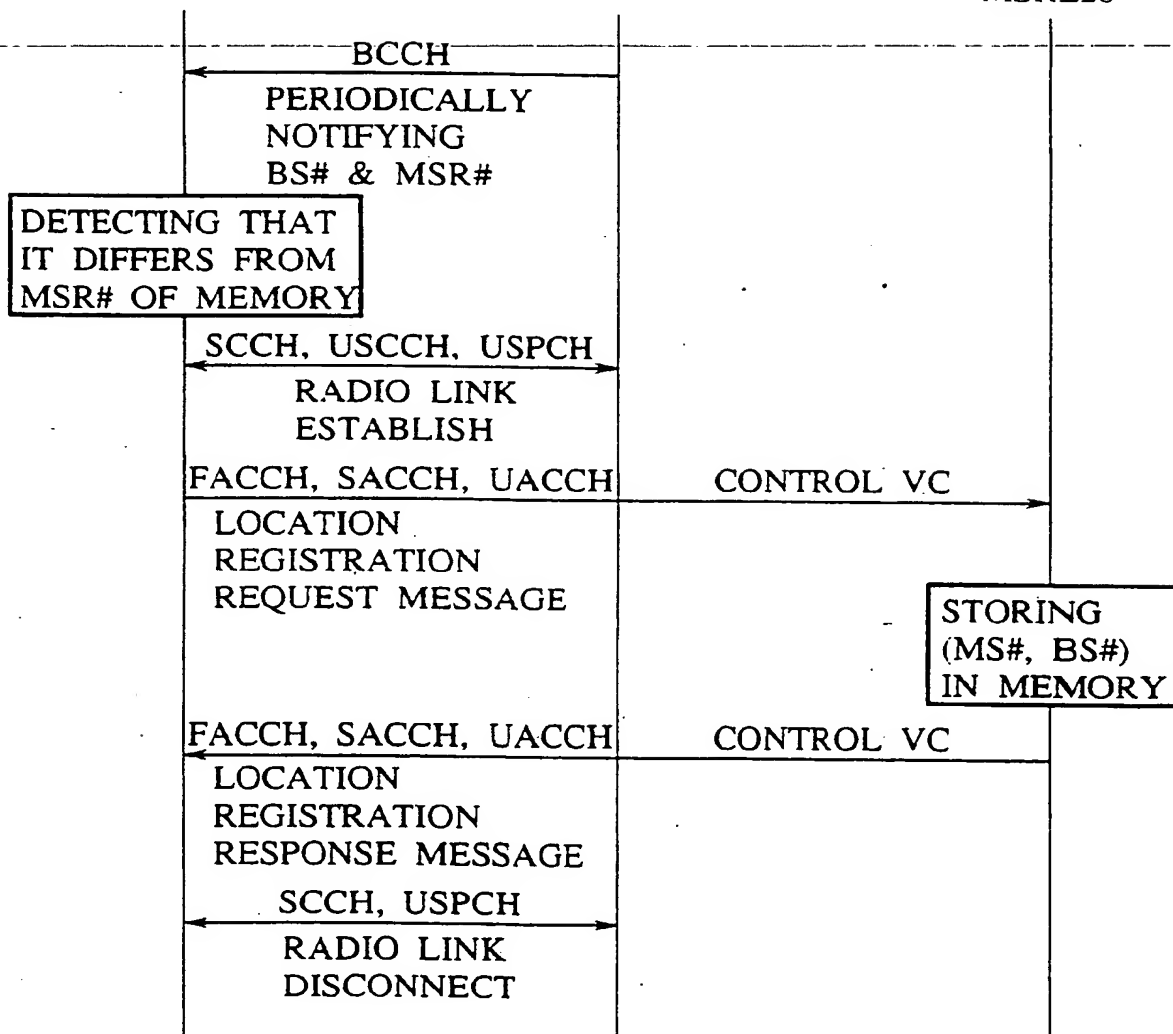 BCCH
PERIODICALLY
NOTIFYING
BS# & MSR#
DETECTING THAT
IT DIFFERS FROM
MSR# OF MEMORY
SCCH, USCCH, USPCH
RADIO LINK
ESTABLISH
FACCH, SACCH, UACCH CONTROL VC
LOCATION
REGISTRATION
REQUEST MESSAGE
STORING
(MS#, BS#)
IN MEMORY
FACCH, SACCH, UACCH CONTROL VC
LOCATION
REGISTRATION
RESPONSE MESSAGE
SCCH, USPCH
RADIO LINK
DISCONNECT